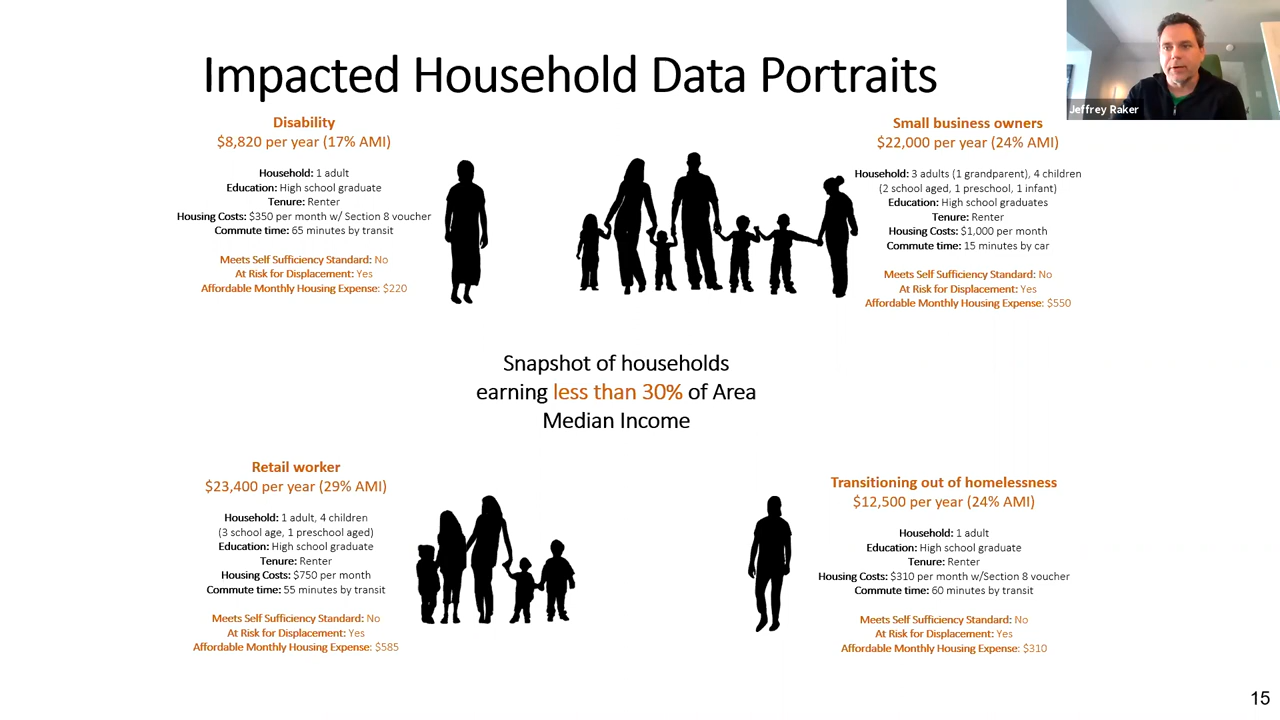 Impacted Household Data Portraits
Jeffrey Raker
Disability
$8,820 per year (17% AMI)
Household: 1 adult
Education: High school graduate
Tenure: Renter
Housing Costs: $350 per month w/ Section 8 voucher
Commute time: 65 minutes by transit
Meets Self Sufficiency Standard: No
At Risk for Displacement: Yes
Affordable Monthly Housing Expense: $220
Small business owners
$22,000 per year (24% AMI)
Household: 3 adults (1 grandparent), 4 children
(2 school aged, 1 preschool, 1 infant)
Education: High school graduates
Tenure: Renter
Housing Costs: $1,000 per month
Commute time: 15 minutes by car
Meets Self Sufficiency Standard: No
At Risk for Displacement: Yes
Affordable Monthly Housing Expense: $550
Snapshot of households
earning less than 30% of Area
Median Income
Retail worker
$23,400 per year (29% AMI)
Household: 1 adult, 4 children
(3 school age, 1 preschool aged)
Education: High school graduate
Tenure: Renter
Housing Costs: $750 per month
Commute time: 55 minutes by transit
Meets Self Sufficiency Standard: No
At Risk for Displacement: Yes
Affordable Monthly Housing Expense: $585
Transitioning out of homelessness
$12,500 per year (24% AMI)
Household: 1 adult
Education: High school graduate
Tenure: Renter
Housing Costs: $310 per month w/Section 8 voucher
Commute time: 60 minutes by transit
Meets Self Sufficiency Standard: No
At Risk for Displacement: Yes
Affordable Monthly Housing Expense: $310
15